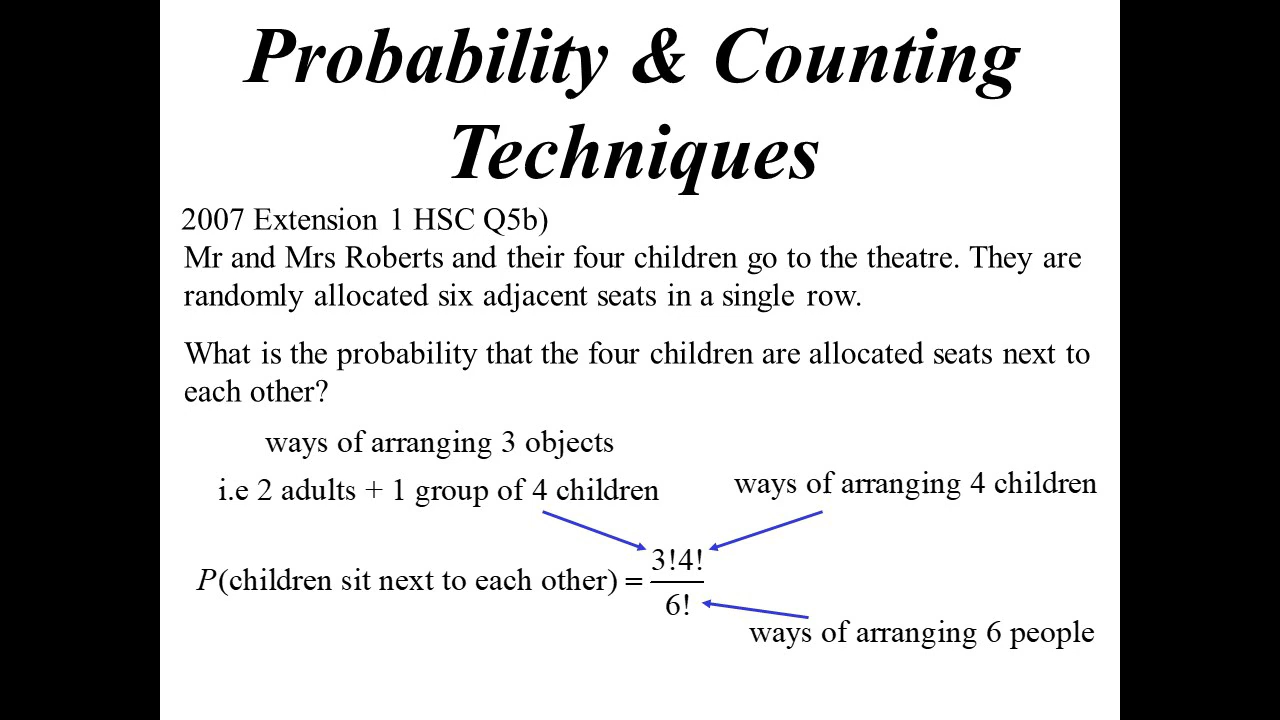 Probability & Counting
Techniques
2007 Extension 1 HSC Q5b)
Mr and Mrs Roberts and their four children go to the theatre. They are
randomly allocated six adjacent seats in a single row.
What is the probability that the four children are allocated seats next to
each other?
ways of arranging 3 objects
i.e 2 adults + 1 group of 4 children
ways of arranging 4 children
P(children sit next to each other) = 3!4!
6!
ways of arranging 6 people